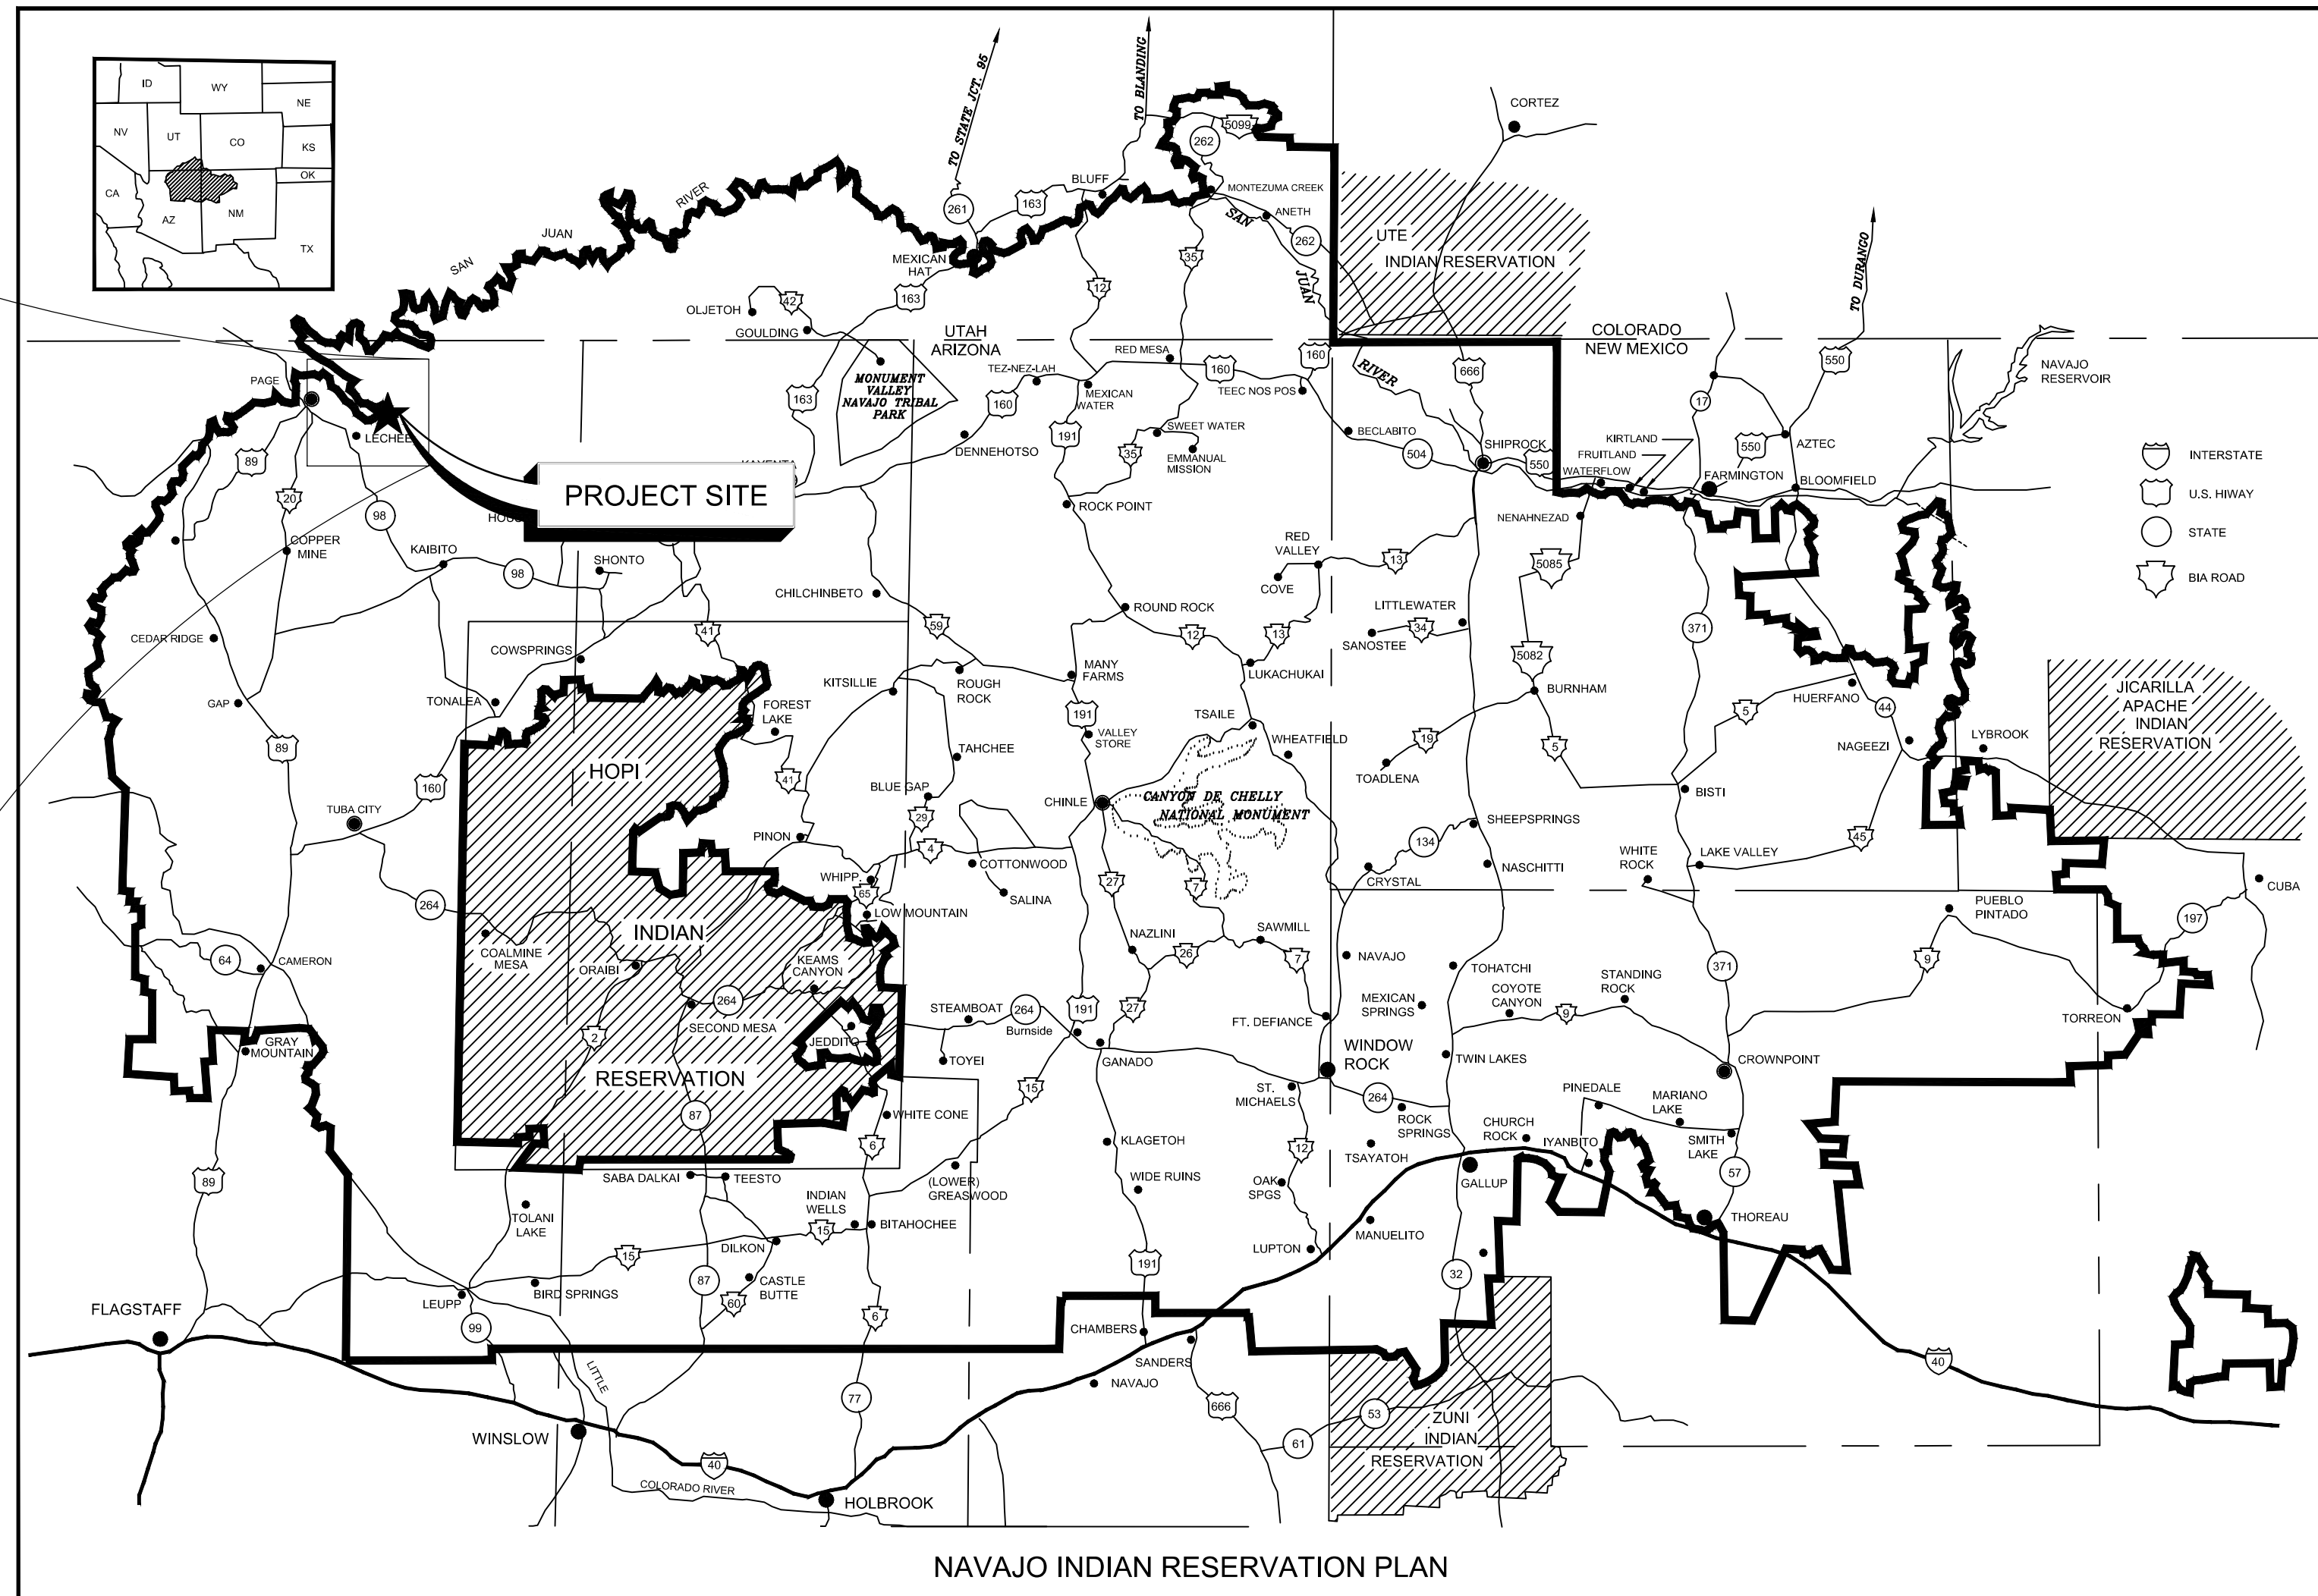 ID
WY
NE
NV
UT
CO
KS
OK
CA
AZ
NM
TX
TO STATE JCT. 95
TO BLANDING
CORTEZ
5099
262
BLUFF
MONTEZUMA CREEK
ANETH
261
163
SAN
JUAN
RIVER
SAN
JUAN
RIVER
262
UTE
INDIAN RESERVATION
TO DURANGO
MEXICAN
HAT
163
35
12
OLJETOH
42
GOULDING
UTAH
ARIZONA
COLORADO
NEW MEXICO
550
NAVAJO
RESERVOIR
RED MESA
160
160
666
TEZ-NEZ-LAH
TEEC NOS POS
MEXICAN
WATER
MONUMENT
VALLEY
NAVAJO TRIBAL
PARK
163
160
PAGE
LECHEE
89
17
SWEET WATER
BECLABITO
191
DENNEHOTSO
35
EMMANUAL
MISSION
504
SHIPROCK
550
KIRTLAND
FRUITLAND
WATERFLOW
550
AZTEC
FARMINGTON
BLOOMFIELD
INTERSTATE
U.S. HIWAY
STATE
BIA ROAD
PROJECT SITE
20
98
ROCK POINT
NENAHNEZAD
COPPER
MINE
KAIBITO
SHONTO
98
RED
VALLEY
COVE
13
5085
CHILCHINBETO
ROUND ROCK
LITTLEWATER
34
SANOSTEE
371
CEDAR RIDGE
41
59
12
13
COWSPRINGS
5082
GAP
TONALEA
KITSILLIE
ROUGH
ROCK
MANY
FARMS
LUKACHUKAI
BURNHAM
HUERFANO
JICARILLA
APACHE
INDIAN
RESERVATION
FOREST
LAKE
191
TSAILE
5
44
89
VALLEY
STORE
WHEATFIELD
19
5
NAGEEZI
LYBROOK
TAHCHEE
HOPI
41
TOADLENA
160
BLUE GAP
BISTI
TUBA CITY
CHINLE
CANYON DE CHELLY
NATIONAL MONUMENT
29
SHEEPSPRINGS
PINON
4
134
45
COTTONWOOD
NASCHITTI
WHITE
ROCK
LAKE VALLEY
WHIPP.
65
27
7
CRYSTAL
CUBA
264
SALINA
LOW MOUNTAIN
PUEBLO
PINTADO
197
INDIAN
NAZLINI
SAWMILL
COALMINE
MESA
64
CAMERON
ORAIBI
KEAMS
CANYON
26
7
NAVAJO
TOHATCHI
STANDING
ROCK
371
9
264
STEAMBOAT
264
191
27
MEXICAN
SPRINGS
COYOTE
CANYON
9
TORREON
SECOND MESA
Burnside
FT. DEFIANCE
2
JEDDITO
GRAY
MOUNTAIN
TOYEI
GANADO
WINDOW
ROCK
TWIN LAKES
CROWNPOINT
RESERVATION
15
ST.
MICHAELS
264
PINEDALE
MARIANO
LAKE
87
WHITE CONE
ROCK
SPRINGS
CHURCH
ROCK
IYANBITO
SMITH
LAKE
6
KLAGETOH
12
TSAYATOH
57
89
SABA DALKAI
TEESTO
(LOWER)
GREASWOOD
WIDE RUINS
OAK
SPGS
GALLUP
TOLANI
LAKE
INDIAN
WELLS
15
BITAHOCHEE
MANUELITO
THOREAU
15
DILKON
LUPTON
191
32
87
CASTLE
BUTTE
BIRD SPRINGS
LEUPP
60
6
FLAGSTAFF
99
CHAMBERS
SANDERS
40
LITTLE
77
NAVAJO
666
53
ZUNI
INDIAN
RESERVATION
WINSLOW
61
40
COLORADO RIVER
HOLBROOK
NAVAJO INDIAN RESERVATION PLAN